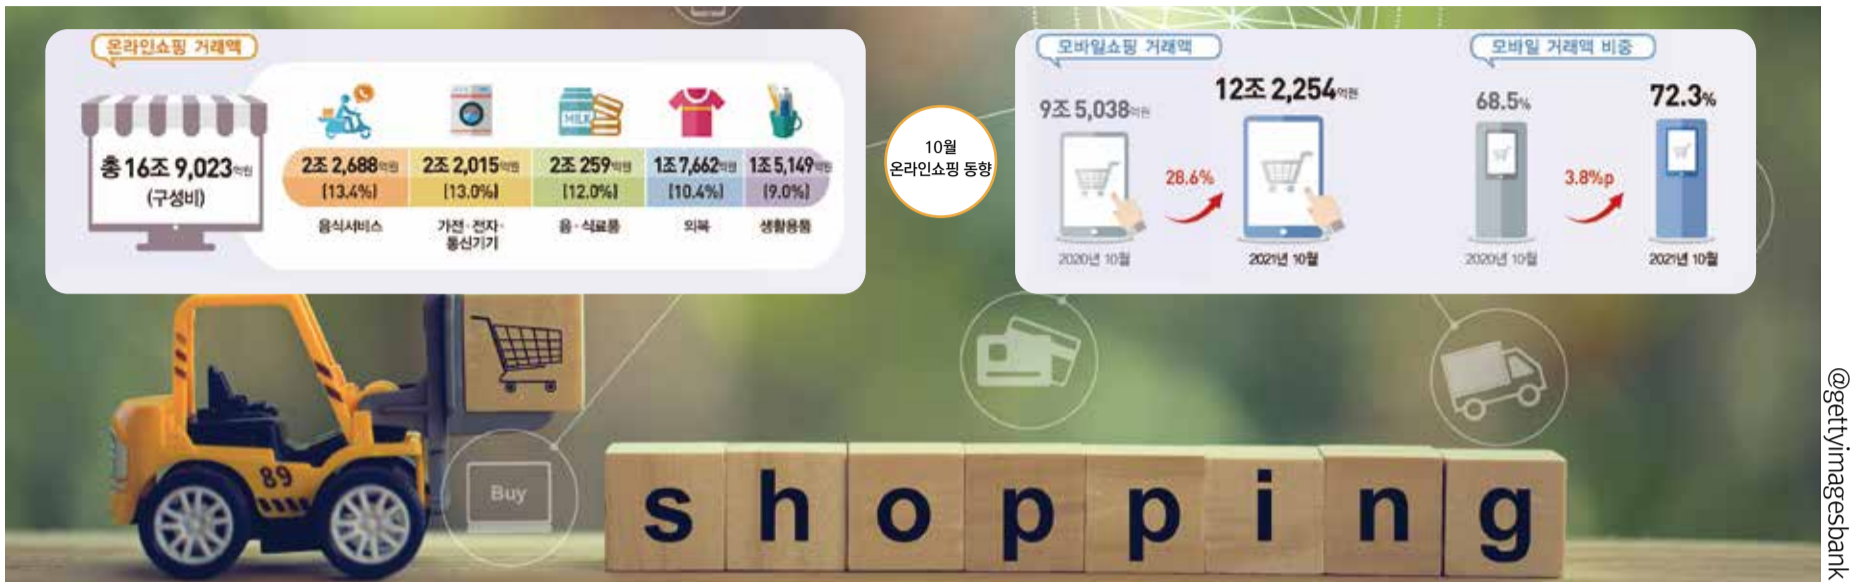 온라인쇼핑 거래액
총 16조 9,023억원
(구성비)
MILK
2조 2,688억원
(13.4%)
음식서비스
2조 2,015억원
(13.0%)
가전·전자·
통신기기
2조 259억원
(12.0%)
음·식료품
1조 7,662억원
(10.4%)
의복
1조 5,149억원
(9.0%)
생활용품
10월
온라인쇼핑 동향
모바일쇼핑 거래액
9조 5,038억원
2020년 10월
28.6%
12조 2,254억원
2021년 10월
모바일 거래액 비중
68.5%
2020년 10월
3.8%p
72.3%
2021년 10월
89
Buy
shopping
@gettyimagesbank